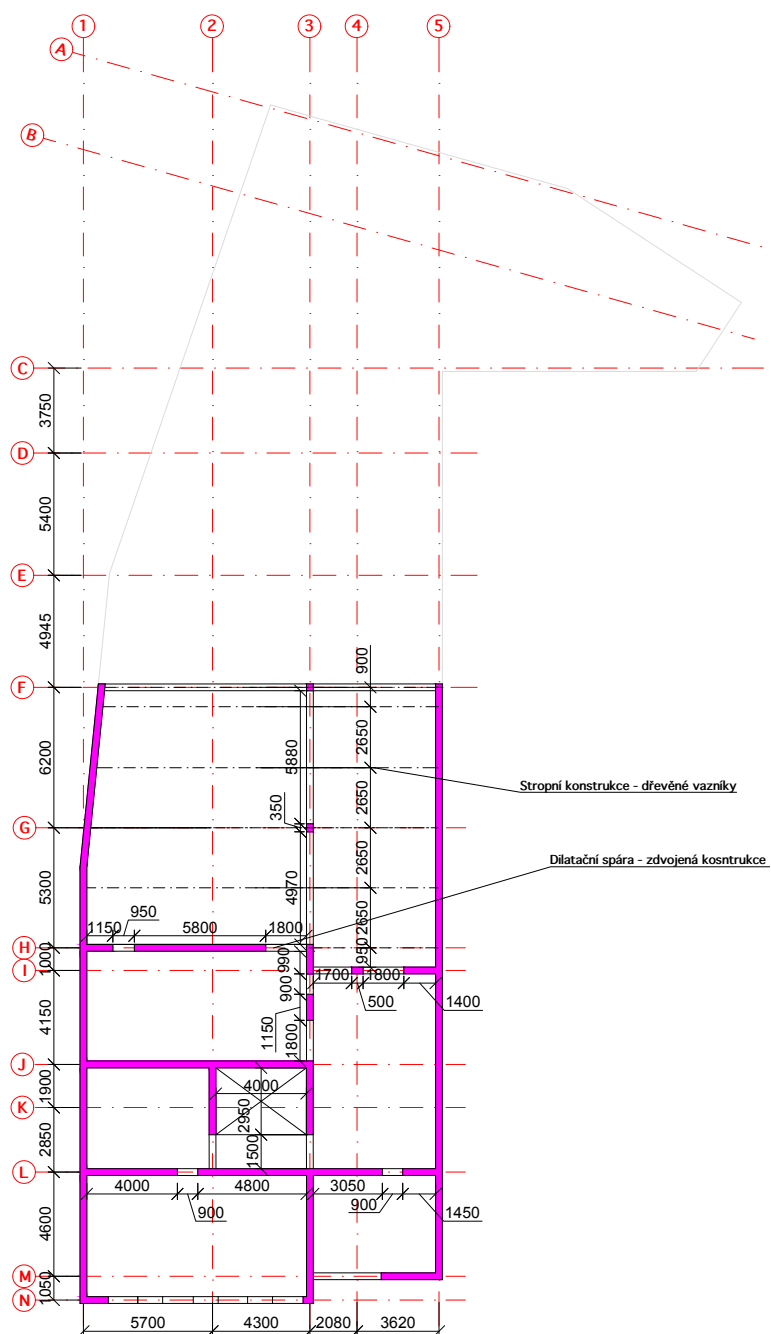 1 2 3 4 5
A
B
C
3750
D
5400
E
4945
900
F
2650
6200
5880
2650
Stropní konstrukce - dřevěné vazníky
350
G
2650
Dilatační spára - zdvojená kosntrukce
5300
4970
950
2650
1150 5800 1800
H
1000
990
950
I
1700 1800
900
500
1400
4150
1150
1800
J
1900
4000
K
2950
2850
1500
L
4000 4800 3050
900 900 1450
4600
M
1050
N
5700 4300 2080 3620